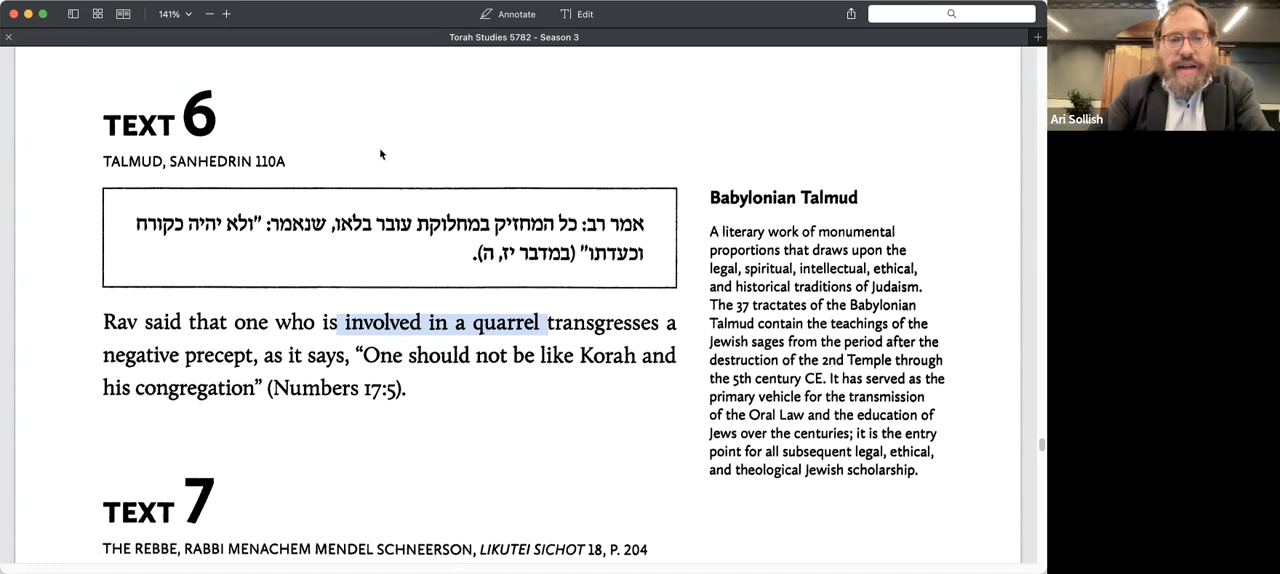 141%
Annotate
Edit
Torah Studies 5782 - Season 3
TEXT 6
TALMUD, SANHEDRIN 110A
אמר רב: כל המחזיק במחלוקת עובר בלאו, שנאמר: "ולא יהיה כקורח
וכעדתו" (במדבר יז, ה).
Rav said that one who is involved in a quarrel transgresses a
negative precept, as it says, “One should not be like Korah and
his congregation” (Numbers 17:5).
Babylonian Talmud
A literary work of monumental
proportions that draws upon the
legal, spiritual, intellectual, ethical,
and historical traditions of Judaism.
The 37 tractates of the Babylonian
Talmud contain the teachings of the
Jewish sages from the period after the
destruction of the 2nd Temple through
the 5th century CE. It has served as the
primary vehicle for the transmission
of the Oral Law and the education of
Jews over the centuries; it is the entry
point for all subsequent legal, ethical,
and theological Jewish scholarship.
TEXT 7
THE REBBE, RABBI MENACHEM MENDEL SCHNEERSON, LIKUTEI SICHOT 18, P. 204
Ari Sollish